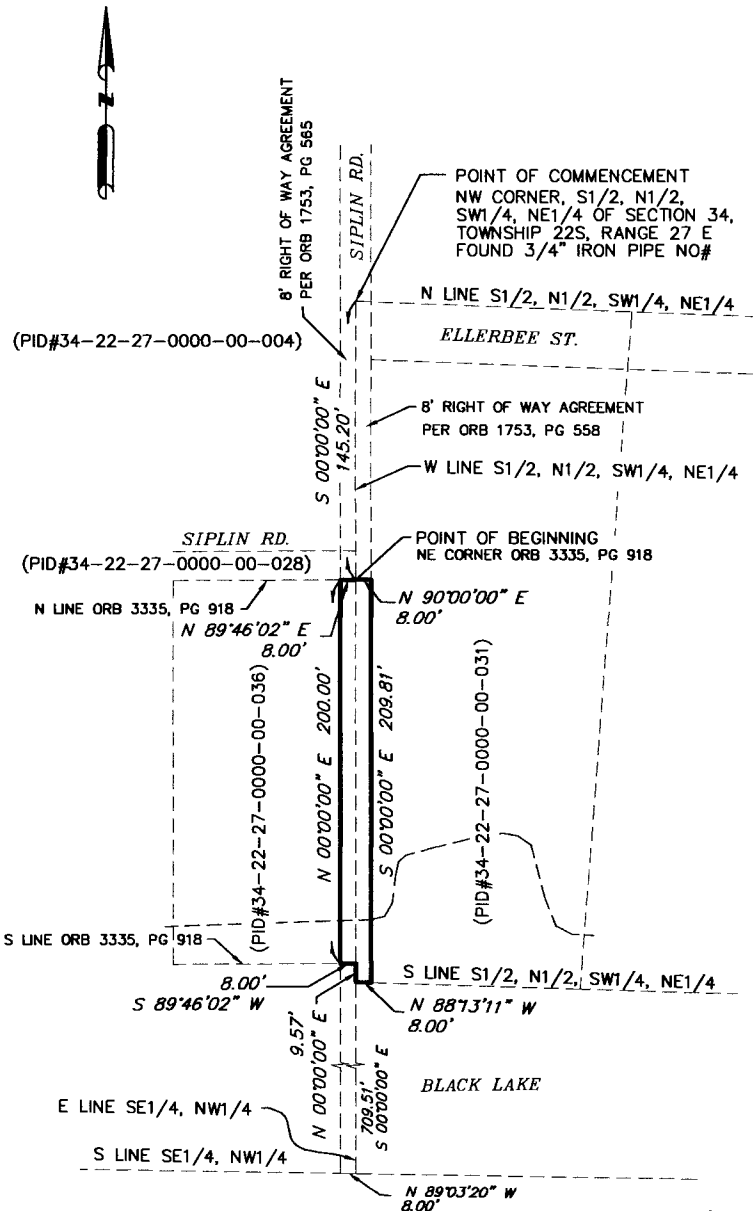 N
8' RIGHT OF WAY AGREEMENT
PER ORB 1753, PG 565
SIPLIN RD.
POINT OF COMMENCEMENT
NW CORNER, S1/2, N1/2,
SW1/4, NE1/4 OF SECTION 34,
TOWNSHIP 22S, RANGE 27 E
FOUND 3/4" IRON PIPE NO#
N LINE S1/2, N1/2, SW1/4, NE1/4
ELLERBEE ST.
(PID#34-22-27-0000-00-004)
S 00°00'00" E
145.20'
8' RIGHT OF WAY AGREEMENT
PER ORB 1753, PG 558
W LINE S1/2, N1/2, SW1/4, NE1/4
SIPLIN RD.
(PID#34-22-27-0000-00-028)
POINT OF BEGINNING
NE CORNER ORB 3335, PG 918
N LINE ORB 3335, PG 918
N 90°00'00" E
8.00'
N 89°46'02" E
8.00'
(PID#34-22-27-0000-00-036)
N 00°00'00" E 200.00'
S 00°00'00" E 209.81'
(PID#34-22-27-0000-00-031)
S LINE ORB 3335, PG 918
8.00'
S 89°46'02" W
S LINE S1/2, N1/2, SW1/4, NE1/4
N 88°13'11" W
8.00'
9.57'
N 00°00'00" E
709.51'
S 00°00'00" E
BLACK LAKE
E LINE SE1/4, NW1/4
S LINE SE1/4, NW1/4
N 89°03'20" W
8.00'